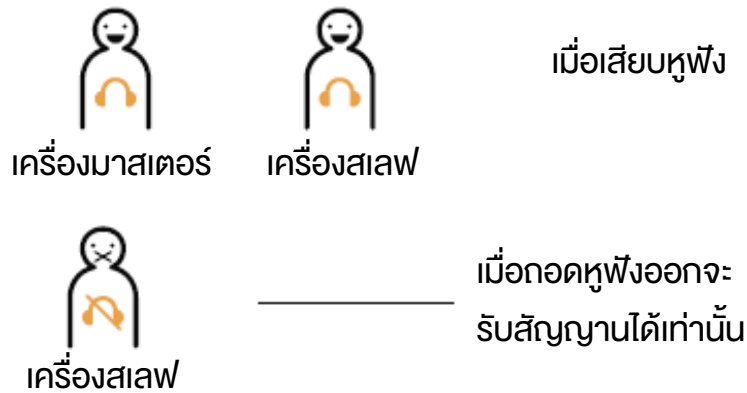 เมื่อเสียบหูฟัง
เครื่องมาสเตอร์
เครื่องสเลฟ
เมื่อถอดหูฟังออกจะ
รับสัญญานได้เท่านั้น
เครื่องสเลฟ